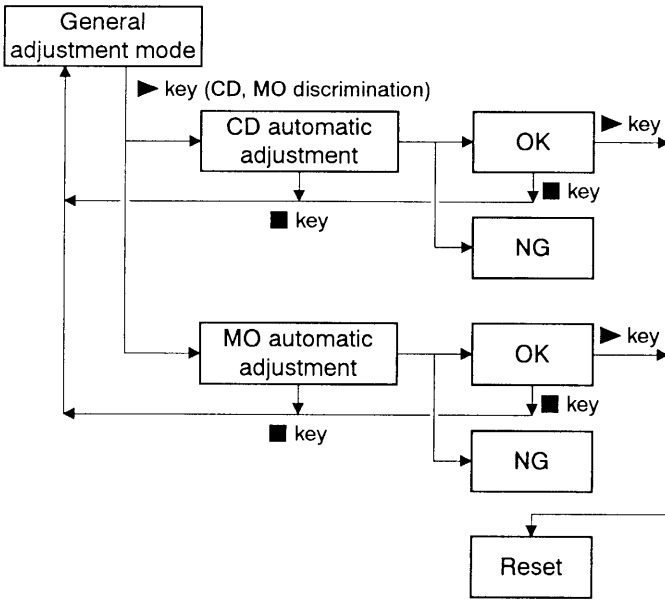 General
adjustment mode
▶ key (CD, MO discrimination)
CD automatic
adjustment
OK
▶ key
■ key
■ key
NG
MO automatic
adjustment
OK
▶ key
■ key
■ key
NG
Reset